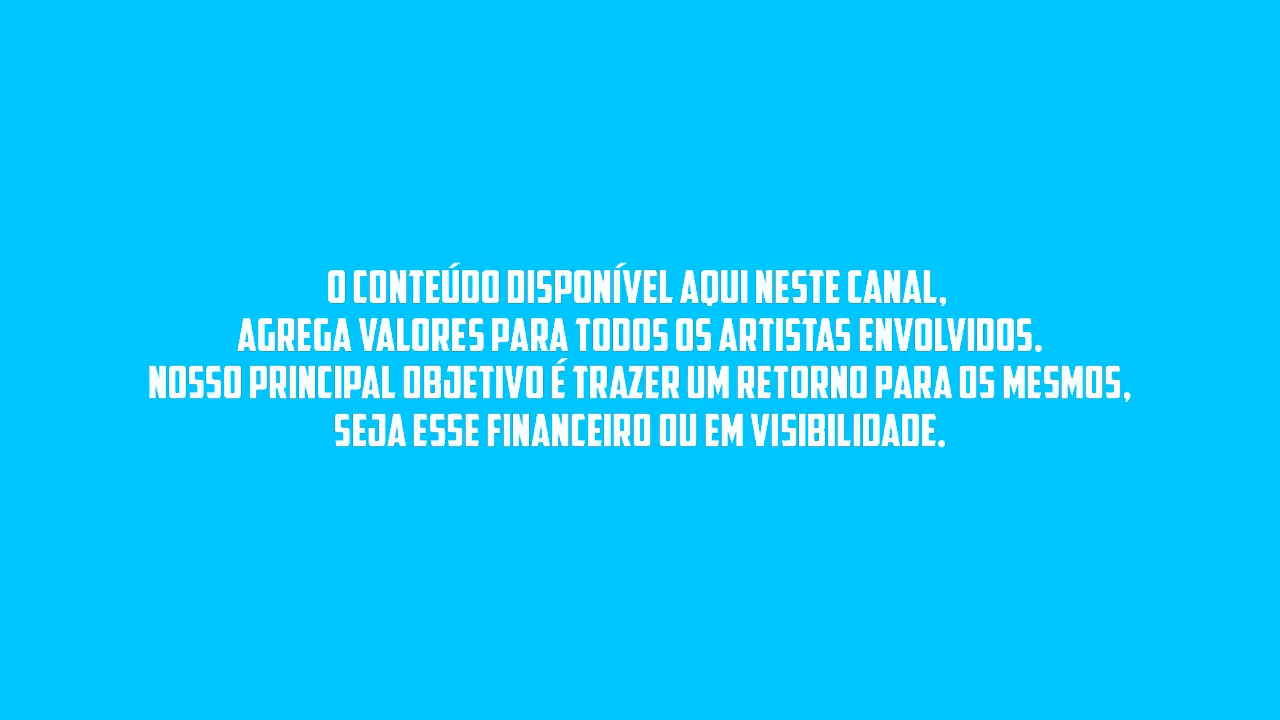 O CONTEÚDO DISPONÍVEL AQUI NESTE CANAL,
AGREGA VALORES PARA TODOS OS ARTISTAS ENVOLVIDOS.
NOSSO PRINCIPAL OBJETIVO É TRAZER UM RETORNO PARA OS MESMOS,
SEJA ESSE FINANCEIRO OU EM VISIBILIDADE.